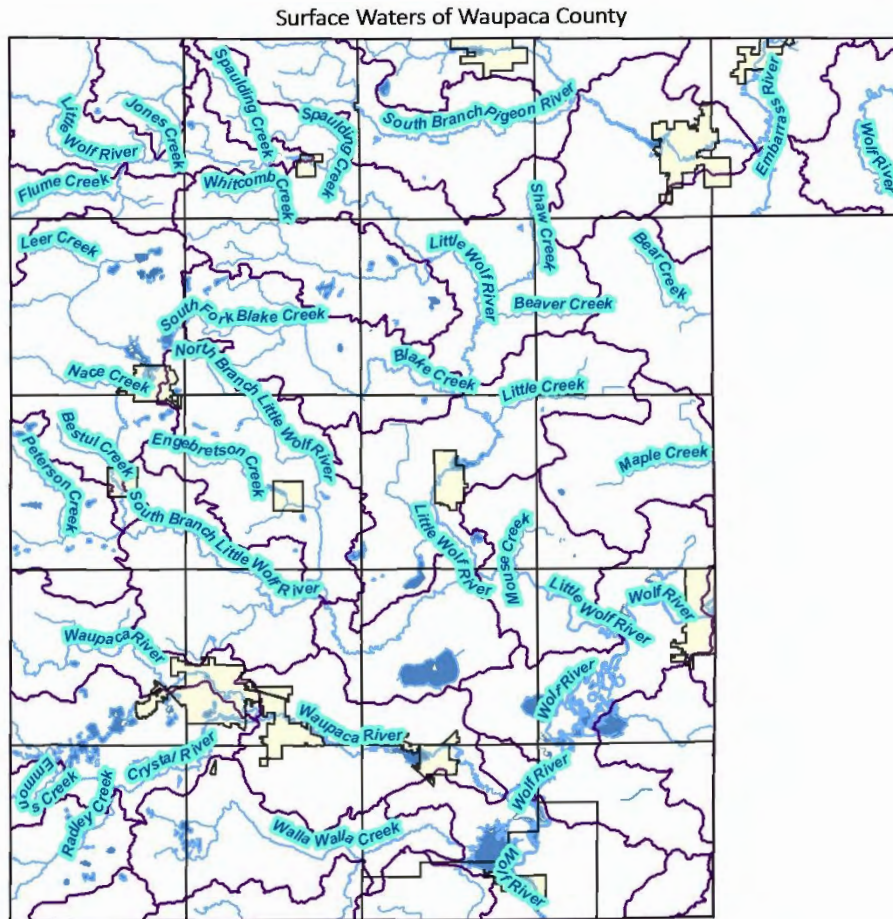 Surface Waters of Waupaca County
Little Wolf River
Jones Creek
Spaulding Creek
Spaulding Creek
South Branch Pigeon River
Embarrass River
Wolf River
Flume Creek
Whitcomb Creek
Shaw Creek
Leer Creek
Little Wolf River
Bear Creek
South Fork Blake Creek
Beaver Creek
North Branch Little Wolf River
Blake Creek
Nace Creek
Little Creek
Peterson Creek
Bestul Creek
Engebretson Creek
Maple Creek
South Branch Little Wolf River
Little Wolf River
Mouse Creek
Little Wolf River
Wolf River
Waupaca River
Wolf River
Waupaca River
Emmons Creek
Radley Creek
Crystal River
Wolf River
Walla Walla Creek
Wolf River